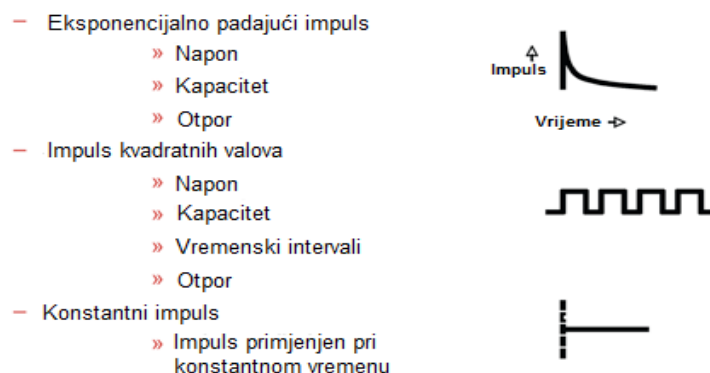 – Eksponencijalno padajući impuls
» Napon
» Kapacitet
» Otpor
Impuls
Vrijeme
– Impuls kvadratnih valova
» Napon
» Kapacitet
» Vremenski intervali
» Otpor
– Konstantni impuls
» Impuls primjenjen pri
konstantnom vremenu